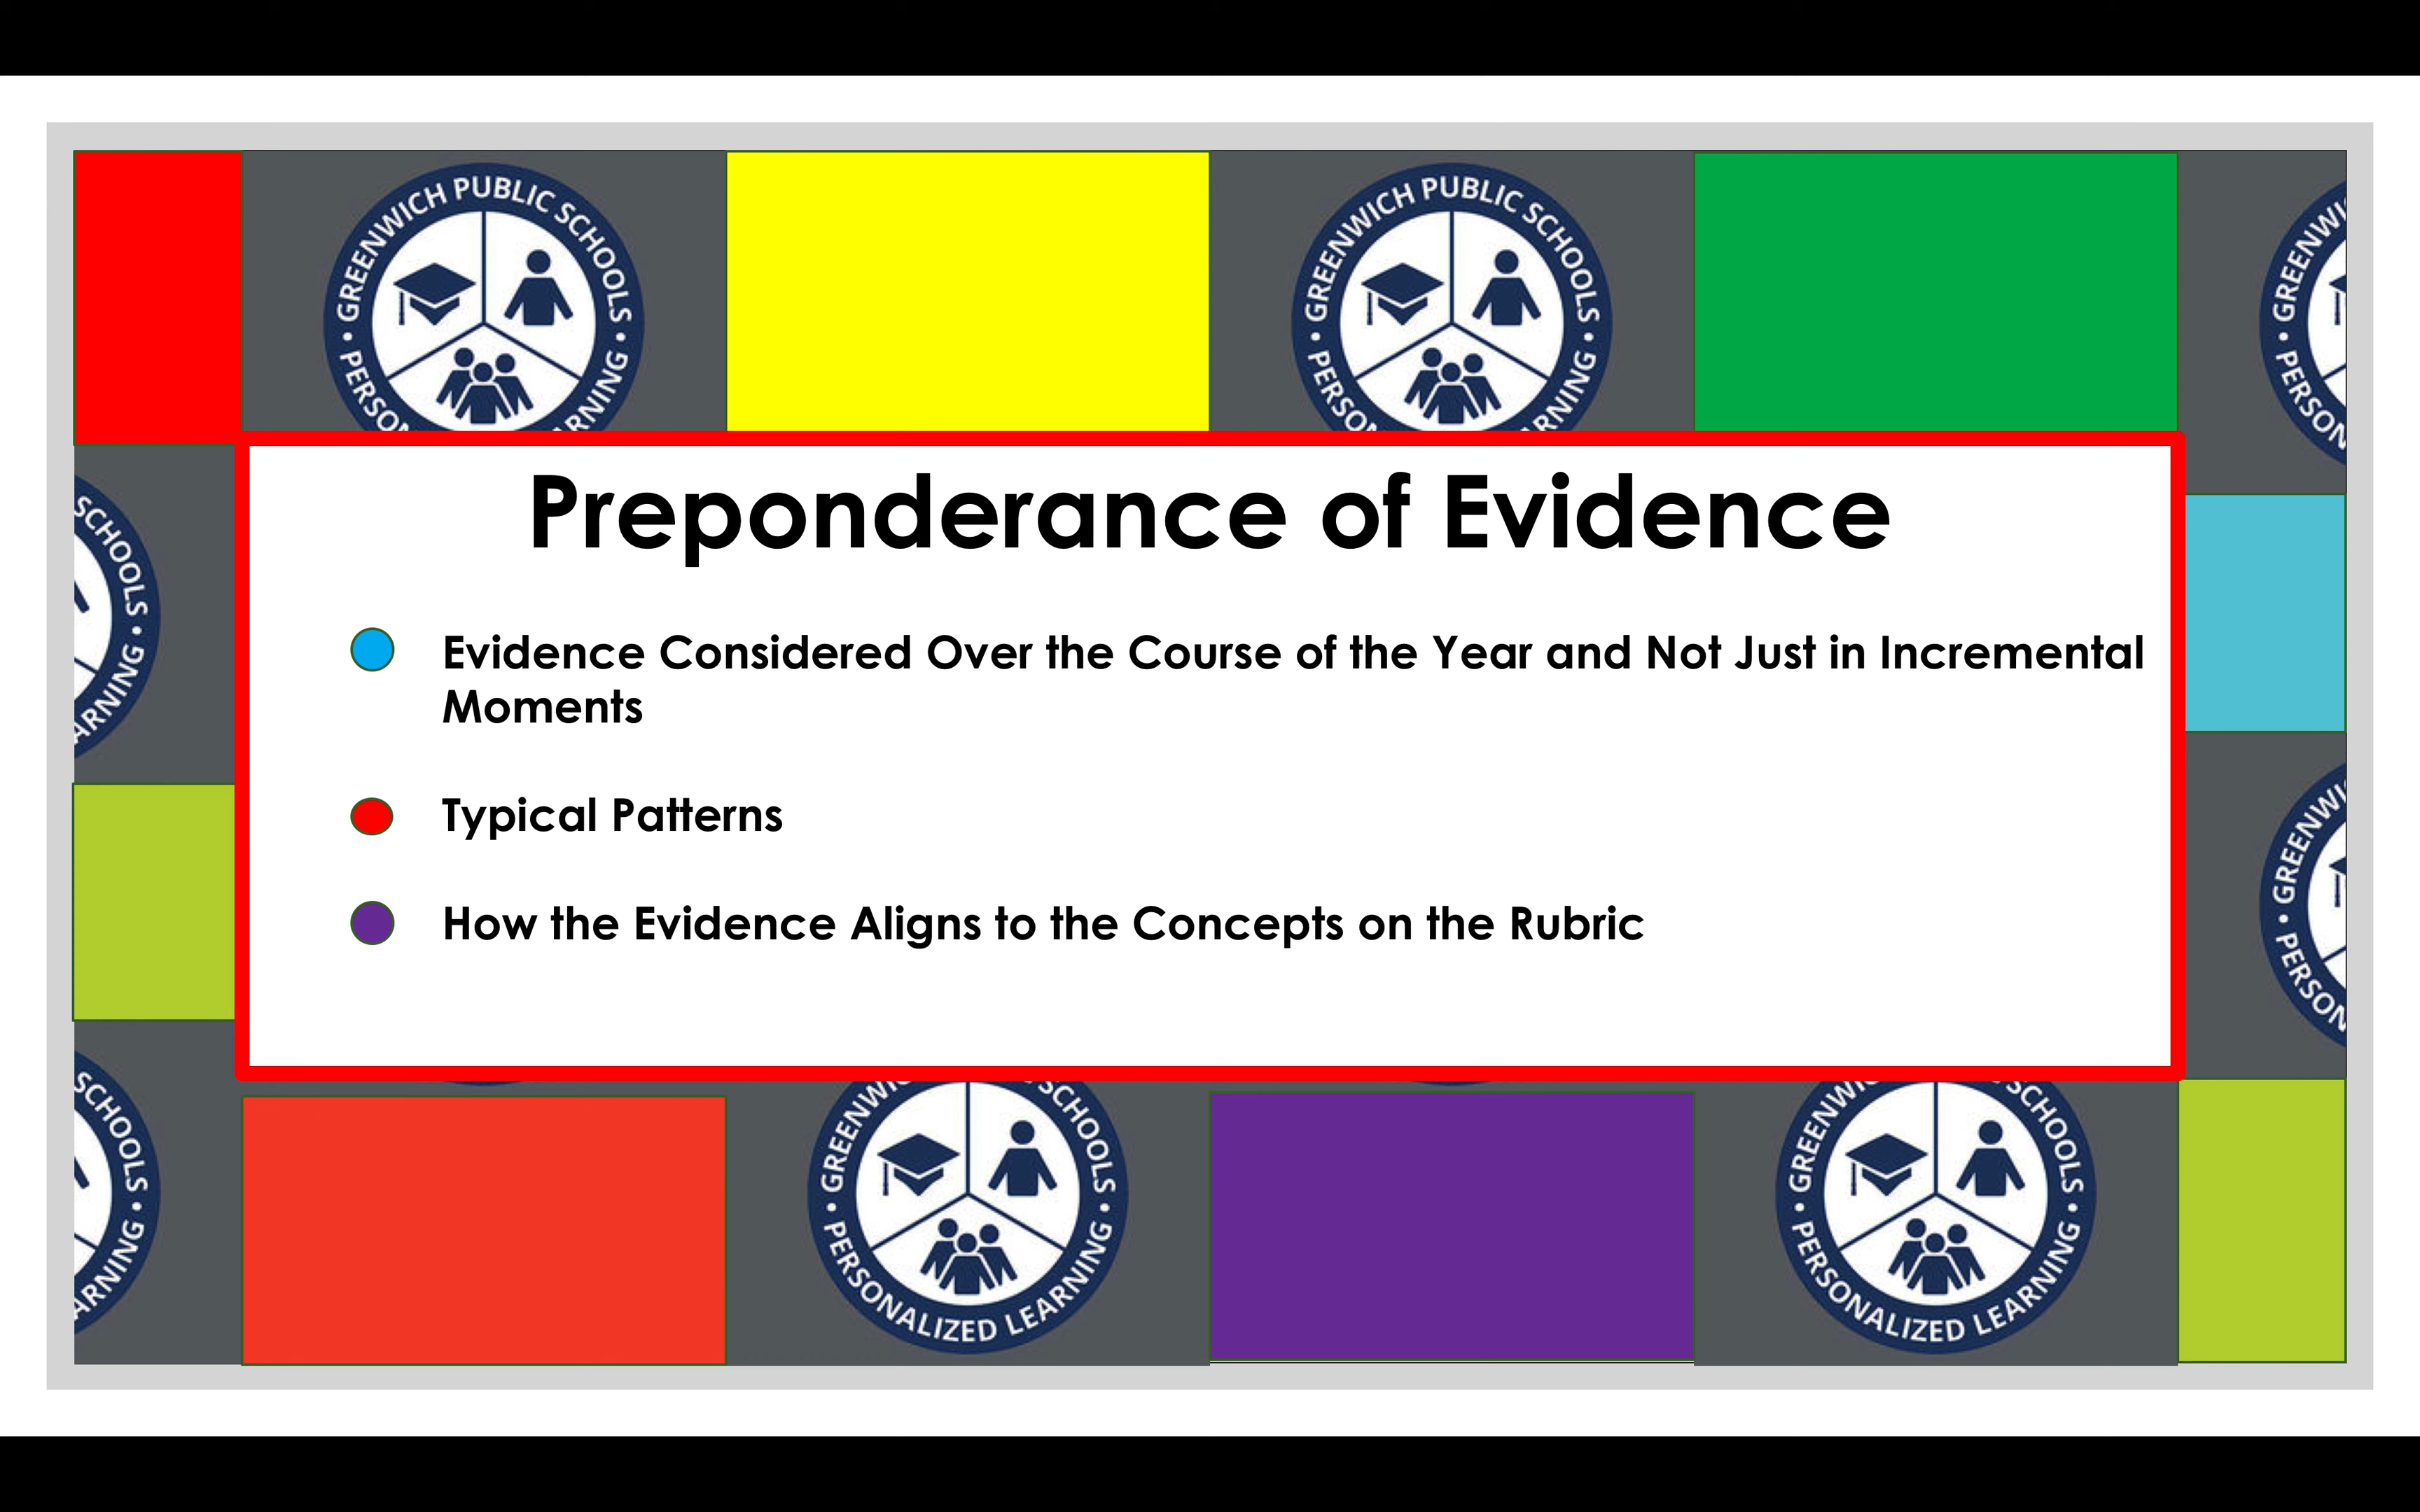 GREENWICH PUBLIC SCHOOLS
GREENWICH PUBLIC SCHOOLS
Preponderance of Evidence
Evidence Considered Over the Course of the Year and Not Just in Incremental
Moments
Typical Patterns
How the Evidence Aligns to the Concepts on the Rubric
SCHOOLS
SCHOOLS
PERSONALIZED LEARNING
PERSONALIZED LEARNING